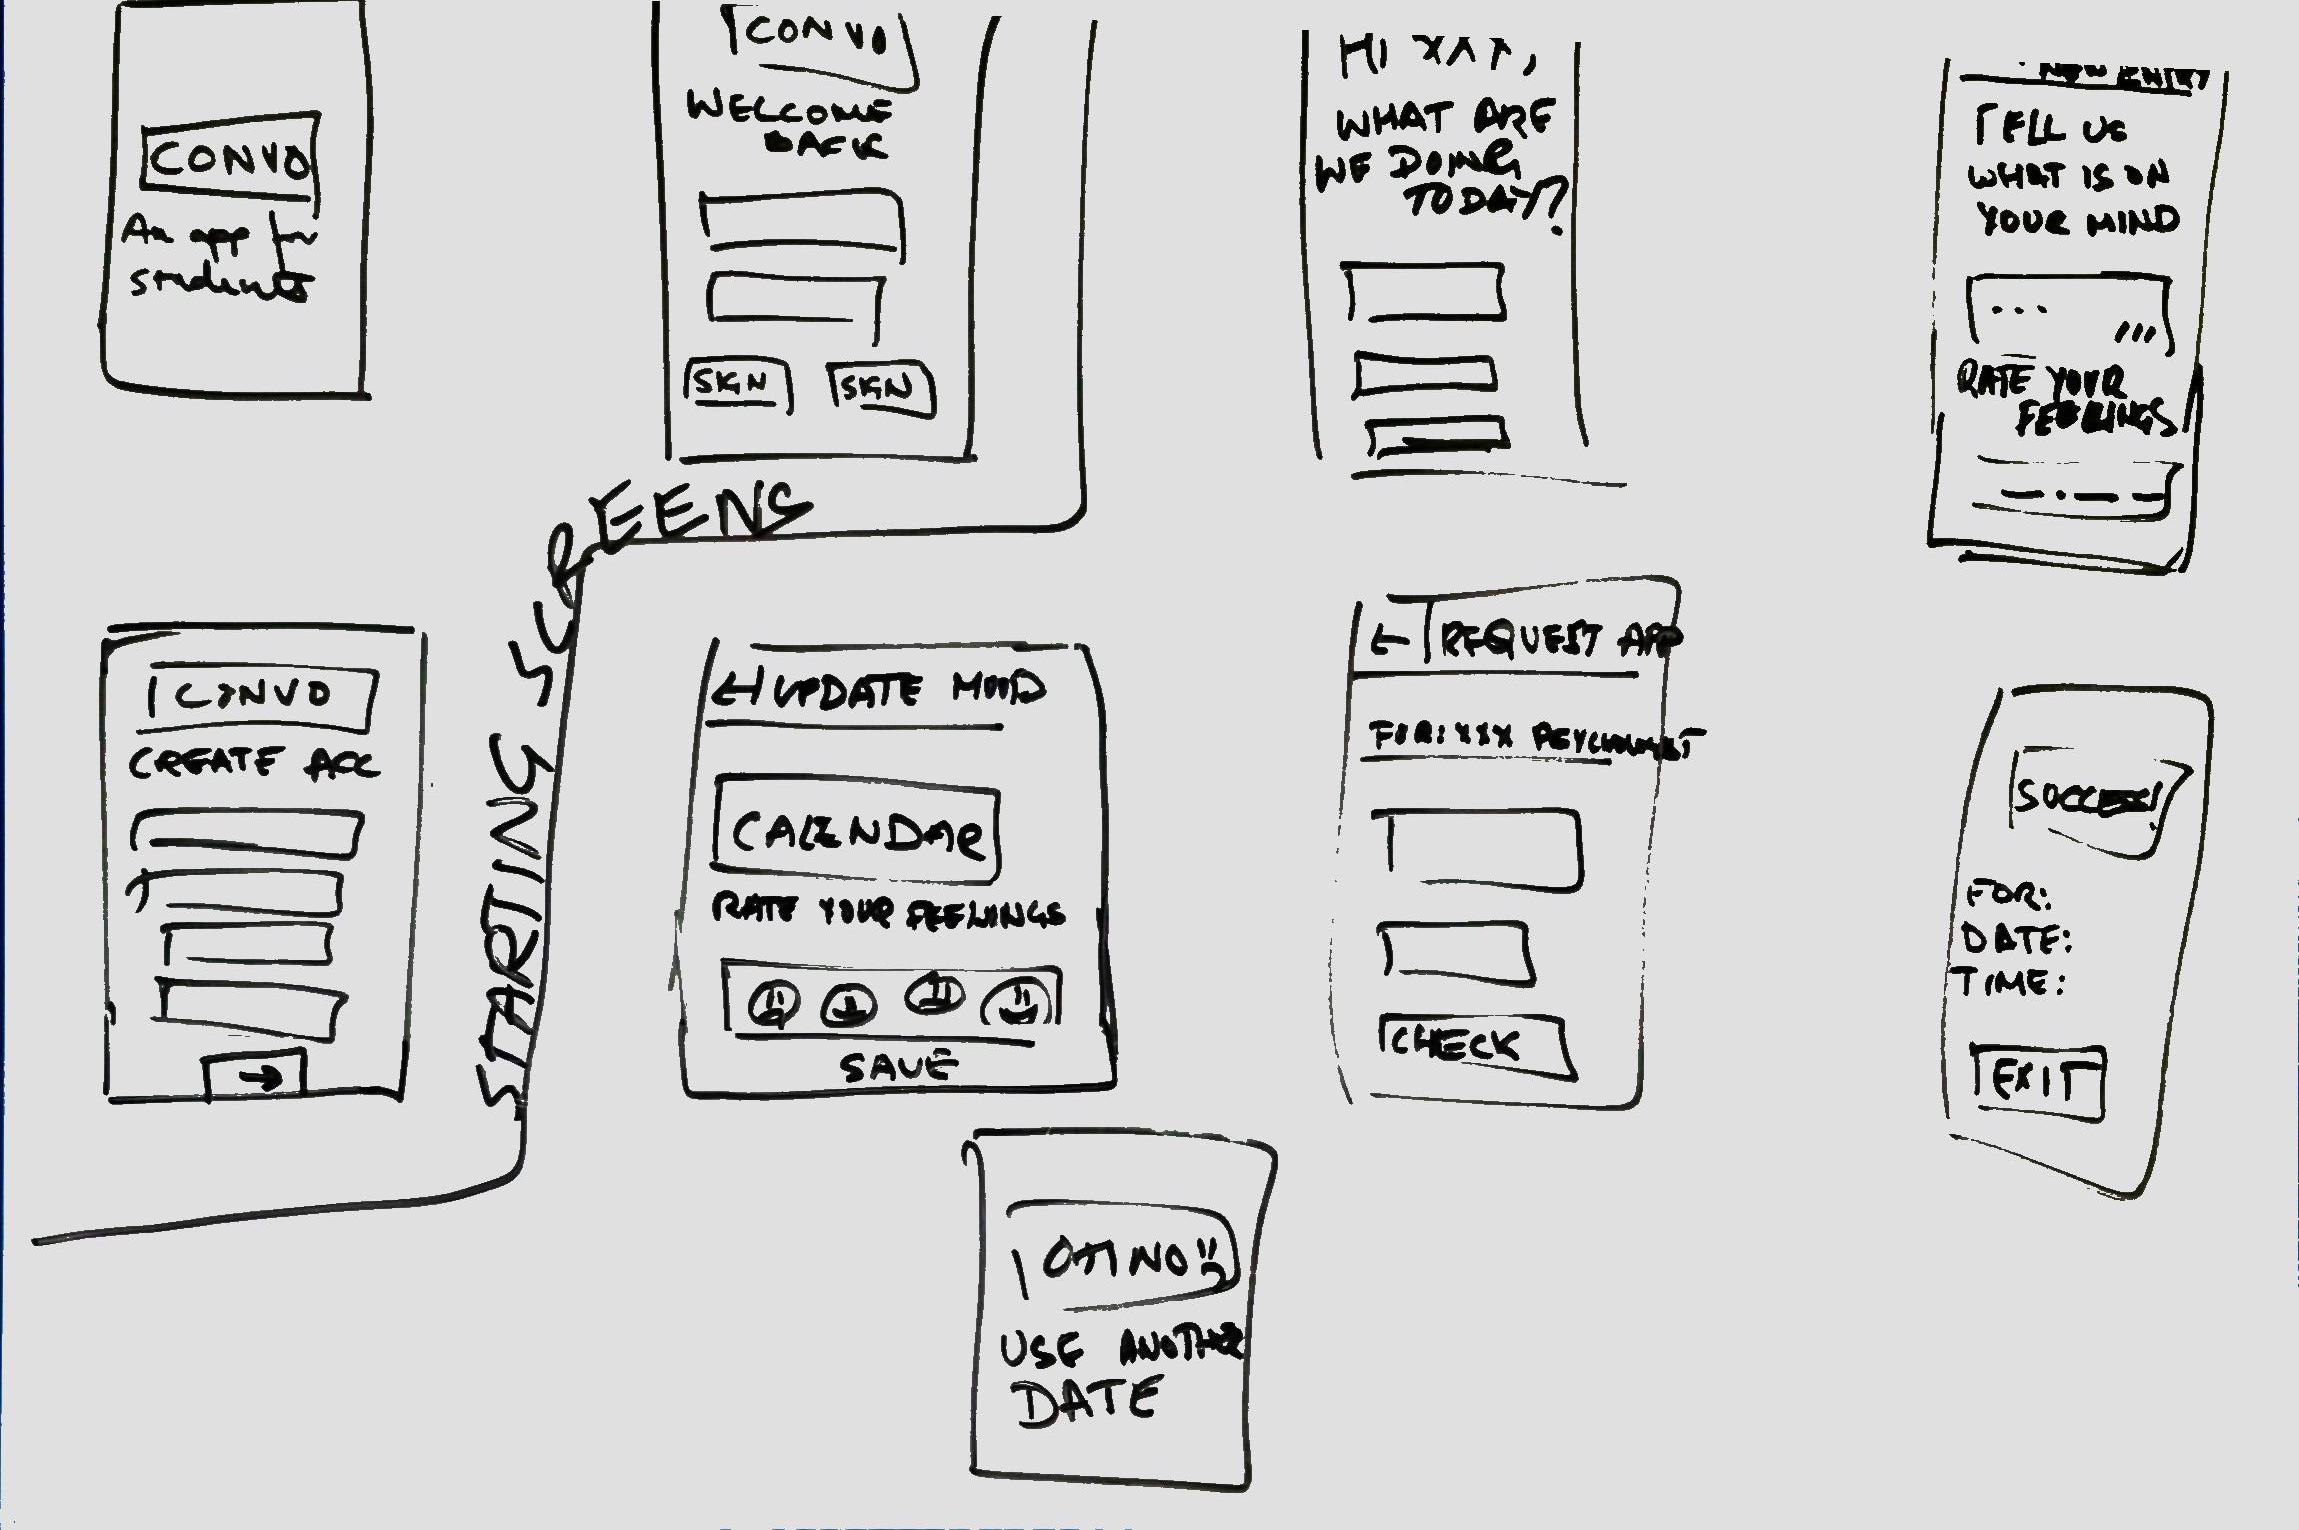 CONVO
An app for
students
CONVO
WELCOME
BACK
SIGN
SIGN
HI
WHAT ARE
WE DOING
TODAY?
NEW ENTRY
TELL US
WHAT IS ON
YOUR MIND
...
RATE YOUR
FEELINGS
STARTING SCREENS
CONVO
CREATE ACC
→
← UPDATE MOOD
CALENDAR
RATE YOUR FEELINGS
SAVE
← REQUEST APP
FOR: XXX PSYCHOLOGIST
CHECK
SUCCESS!
FOR:
DATE:
TIME:
EXIT
OH NO
USE ANOTHER
DATE